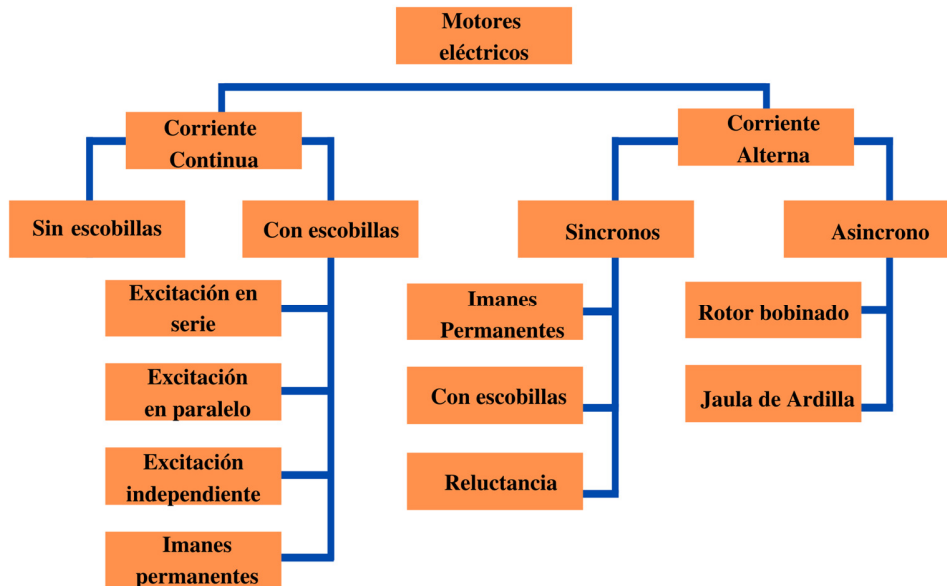 Motores
eléctricos
Corriente
Continua
Corriente
Alterna
Sin escobillas
Con escobillas
Sincronos
Asincrono
Excitación en
serie
Excitación
en paralelo
Excitación
independiente
Imanes
permanentes
Imanes
Permanentes
Con escobillas
Reluctancia
Rotor bobinado
Jaula de Ardilla